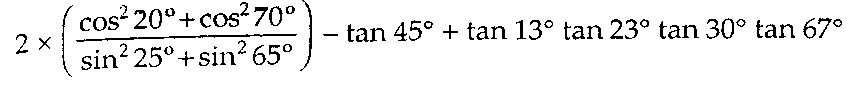 2 × ( (cos² 20° + cos² 70°) / (sin² 25° + sin² 65°) ) – tan 45° + tan 13° tan 23° tan 30° tan 67°